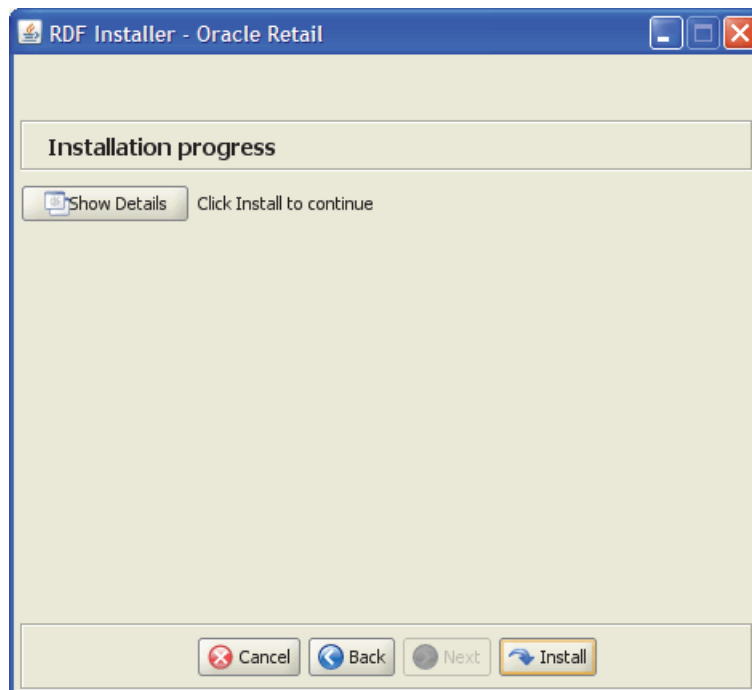 RDF Installer - Oracle Retail
Installation progress
Show Details Click Install to continue
Cancel Back Next Install